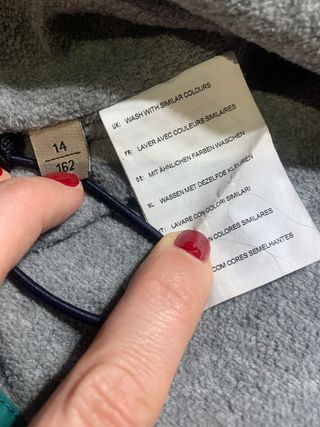 14
162
UK: WASH WITH SIMILAR COLOURS
FR: LAVER AVEC COULEURS SIMILAIRES
DE: MIT ÄHNLICHEN FARBEN WASCHEN
NL: WASSEN MET DEZELFDE KLEUREN
IT: LAVARE CON COLORI SIMILARI
COLORES SIMILARES
COM CORES SEMELHANTES